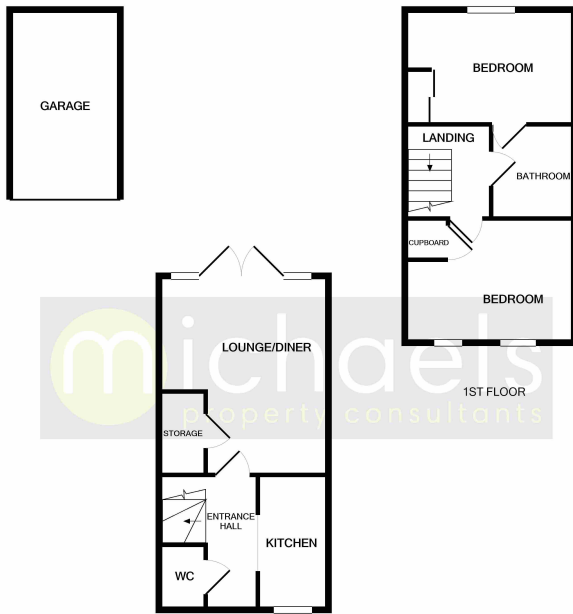 GARAGE
BEDROOM
LANDING
BATHROOM
CUPBOARD
BEDROOM
1ST FLOOR
michaels
property consultants
LOUNGE/DINER
STORAGE
ENTRANCE
HALL
KITCHEN
WC